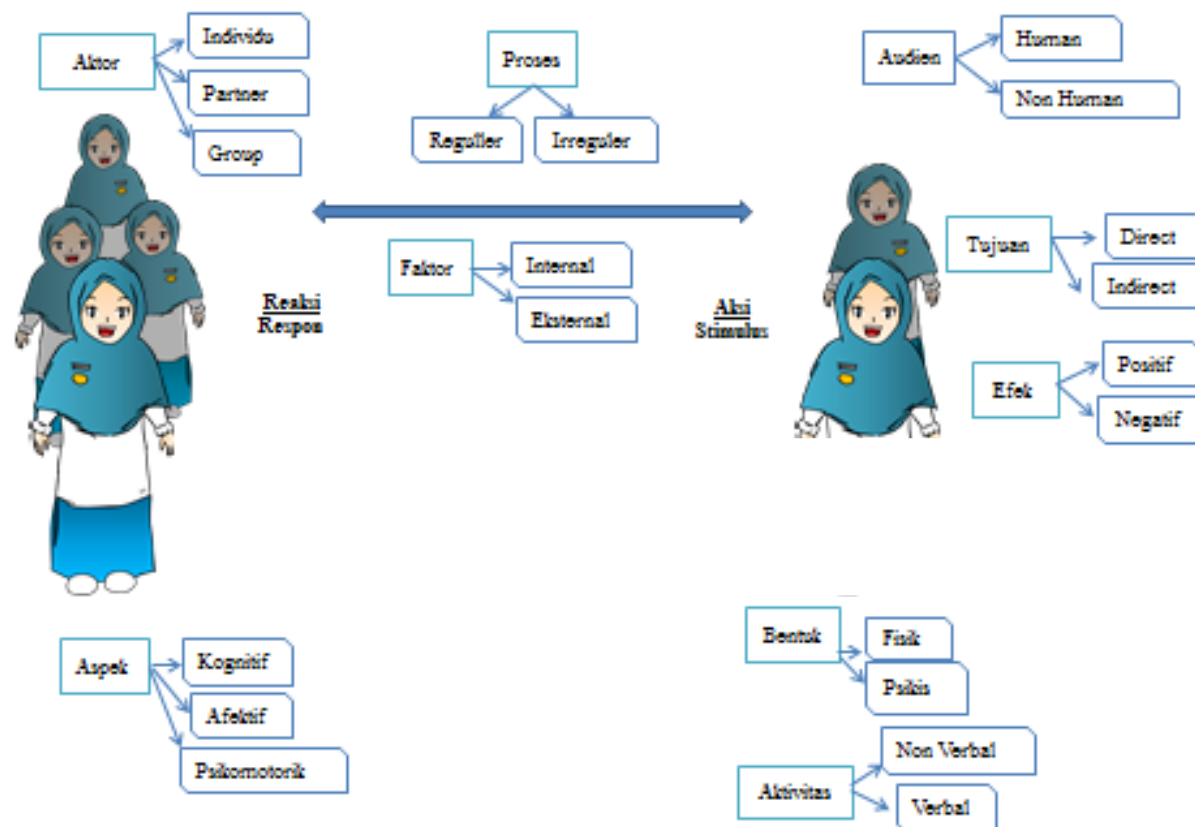 Aktor
Individu
Partner
Group
Proses
Reguller
Irreguler
Audien
Human
Non Human
Faktor
Internal
Eksternal
Reaksi
Respon
Aksi
Stimulus
Tujuan
Direct
Indirect
Efek
Positif
Negatif
Aspek
Kognitif
Afektif
Psikomotorik
Bentuk
Fisik
Psikis
Aktivitas
Non Verbal
Verbal